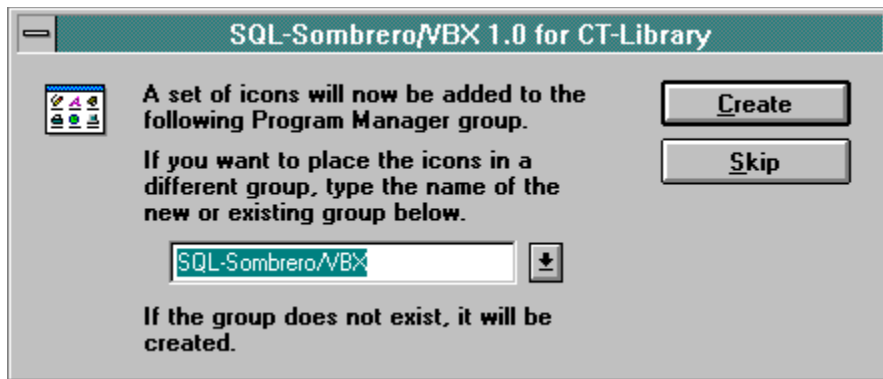 SQL-Sombrero/VBX 1.0 for CT-Library
A set of icons will now be added to the
following Program Manager group.
If you want to place the icons in a
different group, type the name of the
new or existing group below.
SQL-Sombrero/VBX
If the group does not exist, it will be
created.
Create
Skip